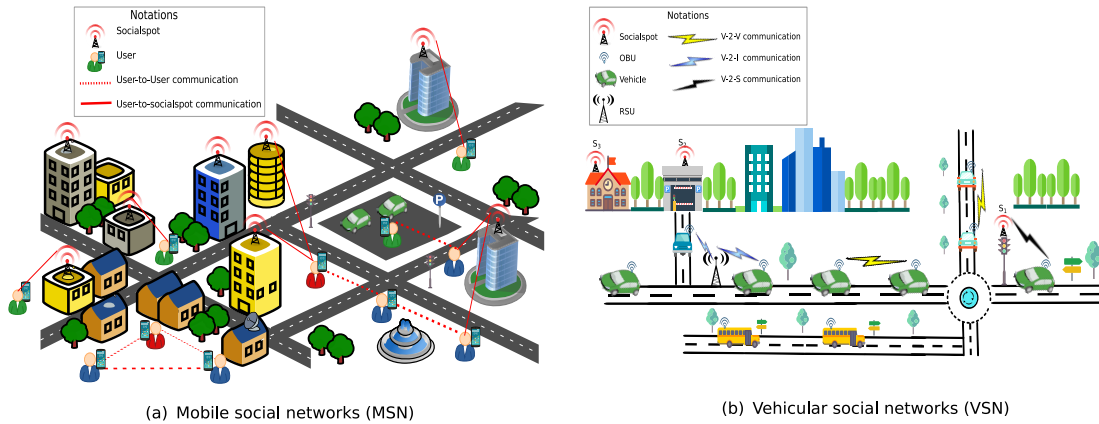 Notations
Socialspot
User
User-to-User communication
User-to-socialspot communication
P
(a) Mobile social networks (MSN)
Notations
Socialspot
V-2-V communication
OBU
V-2-I communication
Vehicle
V-2-S communication
RSU
S3
S2
P
P
S1
(b) Vehicular social networks (VSN)